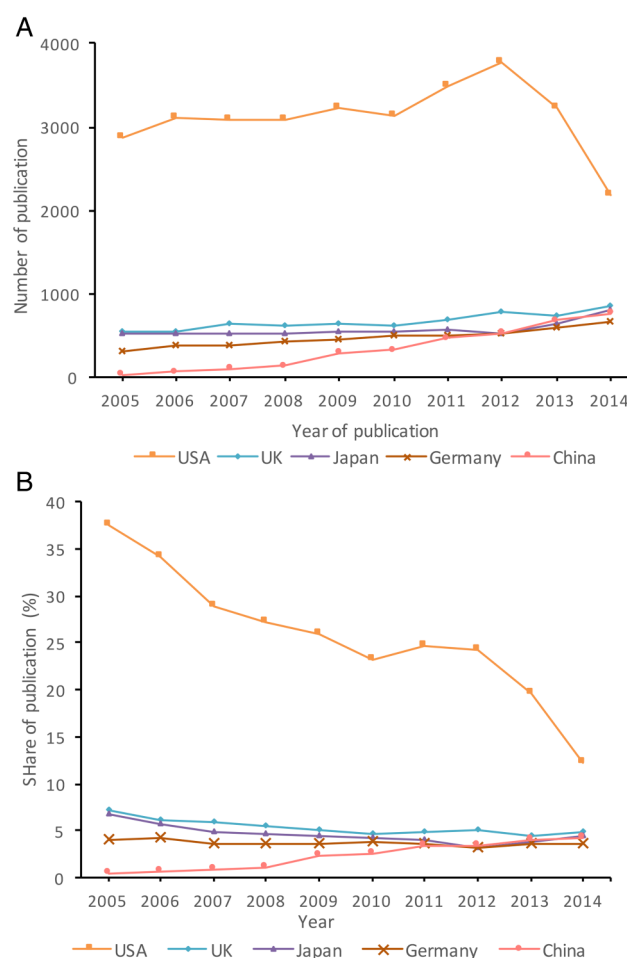 A
4000
3000
2000
1000
0
Number of publication
2005 2006 2007 2008 2009 2010 2011 2012 2013 2014
Year of publication
USA UK Japan Germany China
B
40
35
30
25
20
15
10
5
0
SHare of publication (%)
2005 2006 2007 2008 2009 2010 2011 2012 2013 2014
Year
USA UK Japan Germany China